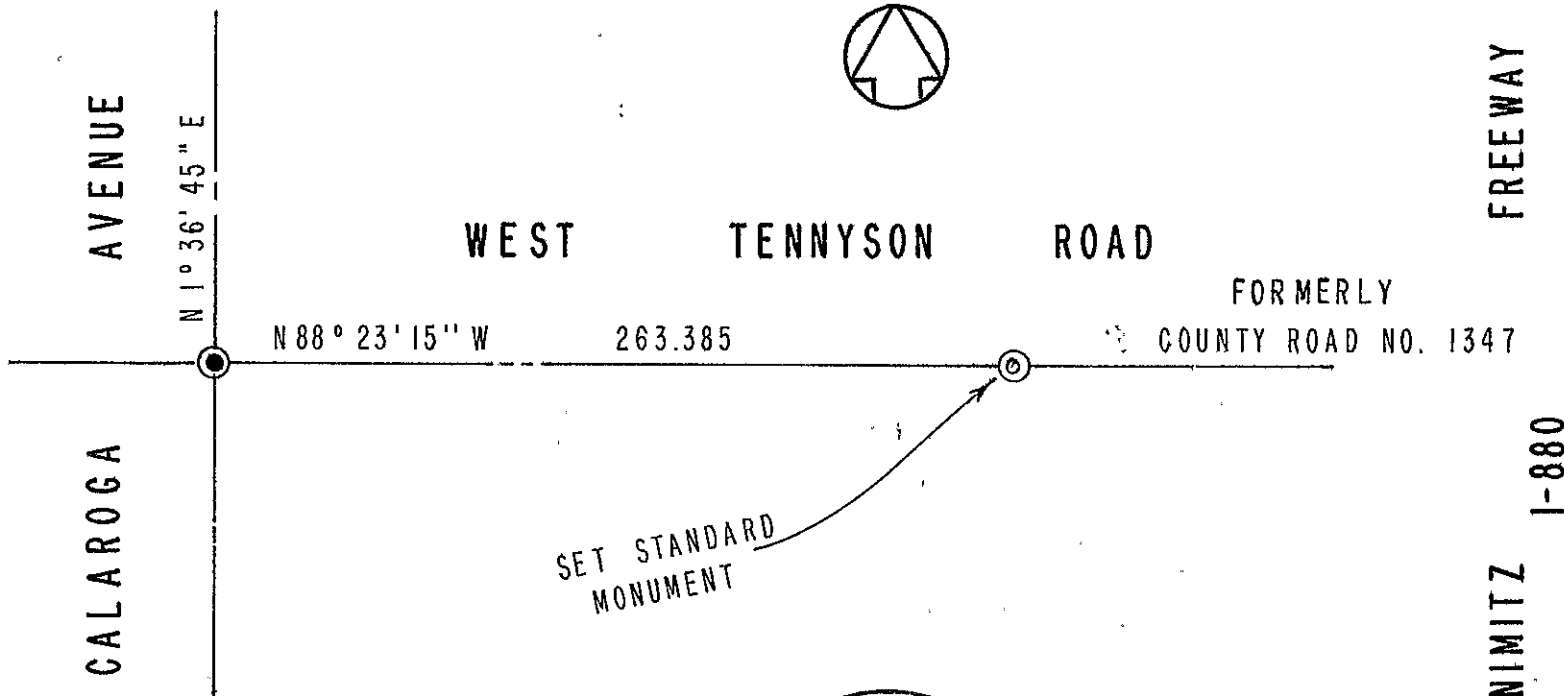 CALAROGA AVENUE
N 1° 36' 45" E
WEST TENNYSON ROAD
N 88° 23' 15" W 263.385
FORMERLY
COUNTY ROAD NO. 1347
SET STANDARD
MONUMENT
NIMITZ FREEWAY
I-880